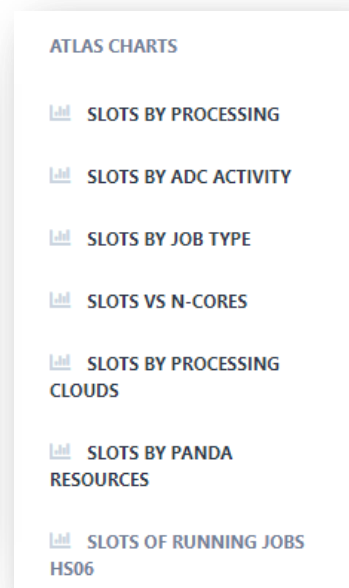 ATLAS CHARTS
SLOTS BY PROCESSING
SLOTS BY ADC ACTIVITY
SLOTS BY JOB TYPE
SLOTS VS N-CORES
SLOTS BY PROCESSING
CLOUDS
SLOTS BY PANDA
RESOURCES
SLOTS OF RUNNING JOBS
HS06